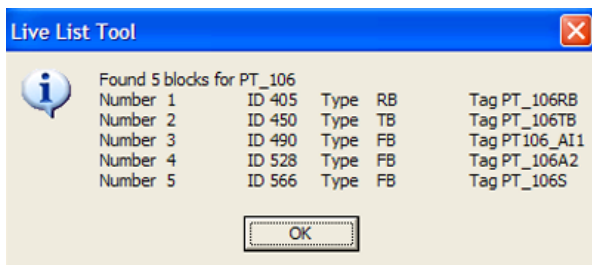 Live List Tool
Found 5 blocks for PT_106
Number 1 ID 405 Type RB Tag PT_106RB
Number 2 ID 450 Type TB Tag PT_106TB
Number 3 ID 490 Type FB Tag PT106_AI1
Number 4 ID 528 Type FB Tag PT_106A2
Number 5 ID 566 Type FB Tag PT_106S
OK